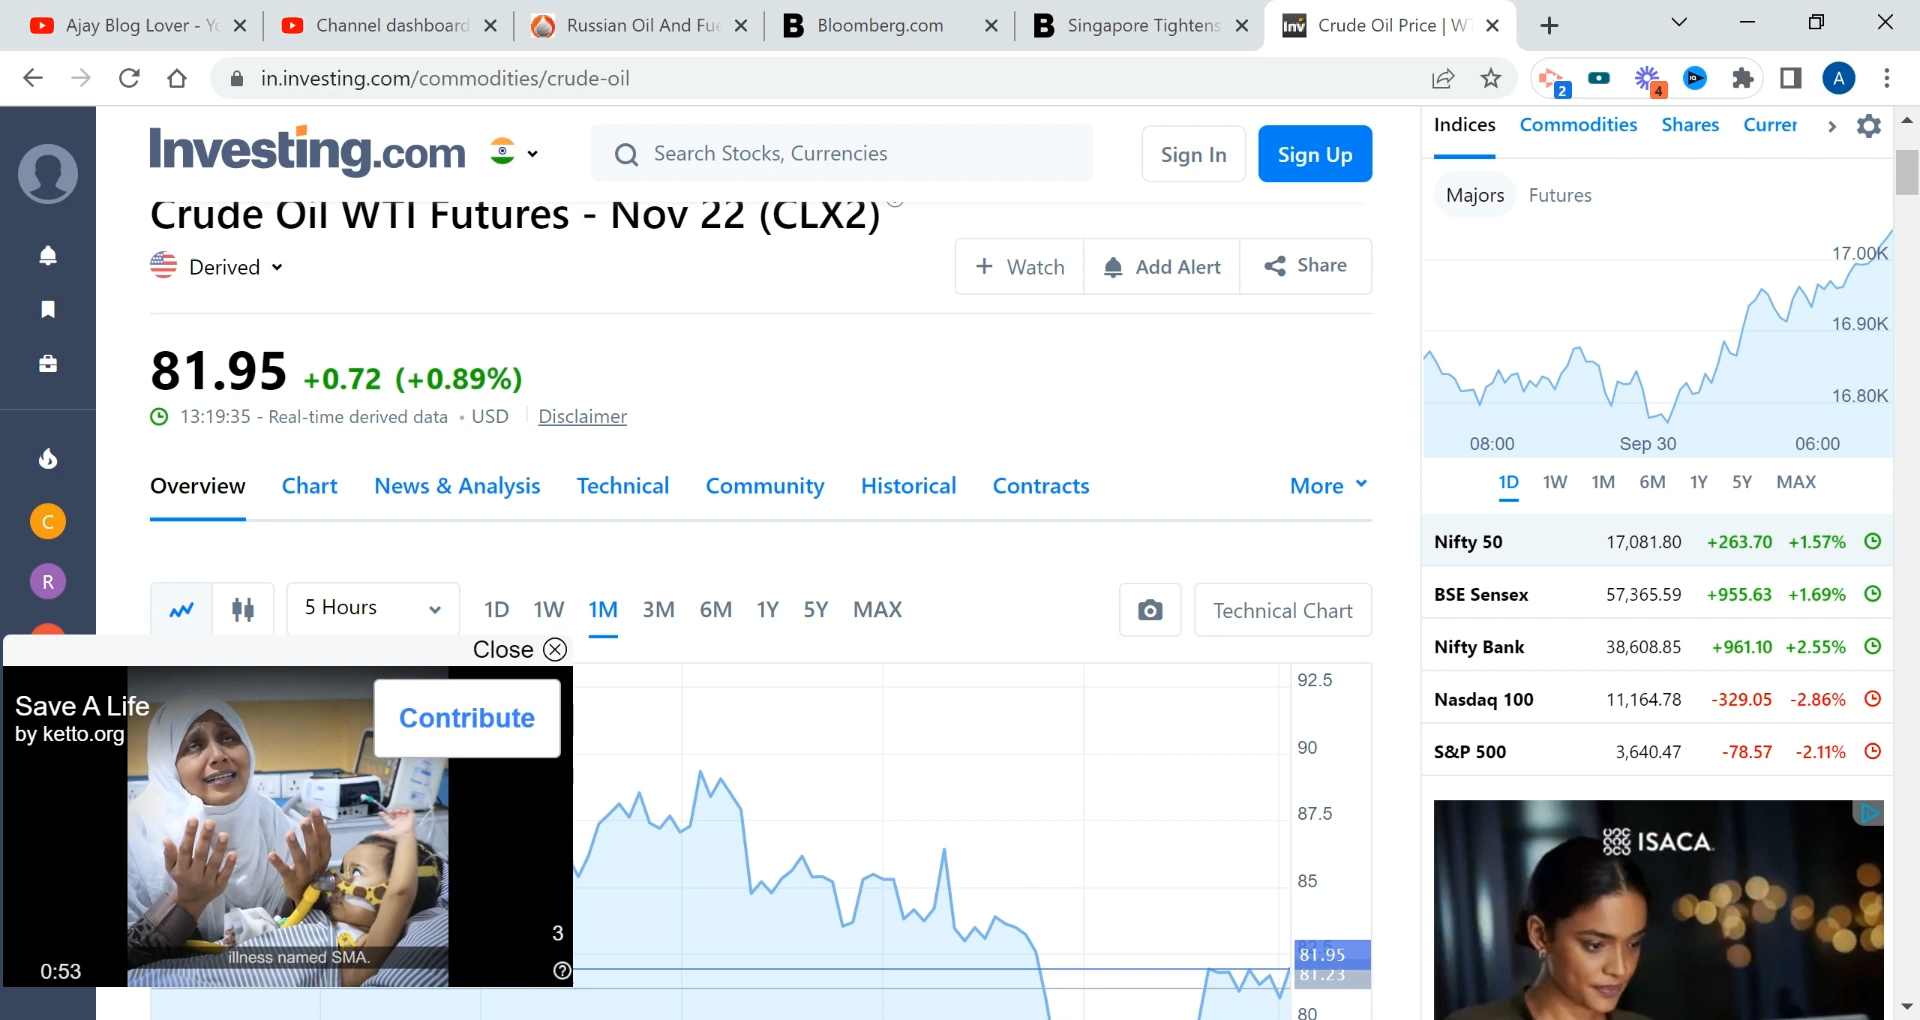 Ajay Blog Lover - Yo
Channel dashboard
Russian Oil And Fue
Bloomberg.com
Singapore Tightens
Crude Oil Price | WT
in.investing.com/commodities/crude-oil
2
4
A
Investing.com
Search Stocks, Currencies
Sign In
Sign Up
Crude Oil WTI Futures - Nov 22 (CLX2)
Derived
+ Watch
Add Alert
Share
81.95 +0.72 (+0.89%)
13:19:35 - Real-time derived data • USD
Disclaimer
Overview Chart News & Analysis Technical Community Historical Contracts More
5 Hours 1D 1W 1M 3M 6M 1Y 5Y MAX
Technical Chart
C
R
Close
Save A Life
by ketto.org
Contribute
illness named SMA.
3
0:53
92.5
90
87.5
85
81.95
81.23
80
Indices Commodities Shares Curren
Majors Futures
17.00K
16.90K
16.80K
08:00 Sep 30 06:00
1D 1W 1M 6M 1Y 5Y MAX
Nifty 50 17,081.80 +263.70 +1.57%
BSE Sensex 57,365.59 +955.63 +1.69%
Nifty Bank 38,608.85 +961.10 +2.55%
Nasdaq 100 11,164.78 -329.05 -2.86%
S&P 500 3,640.47 -78.57 -2.11%
ISACA.